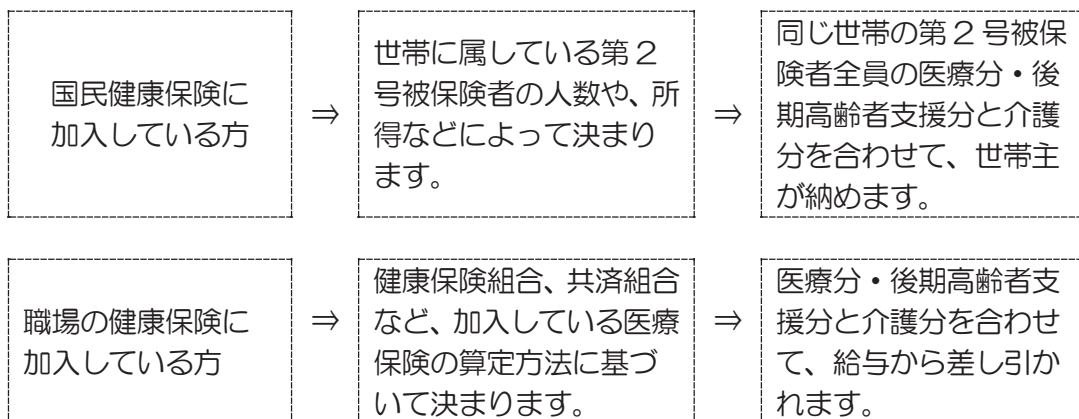 国民健康保険に
加入している方
⇒
世帯に属している第２
号被保険者の人数や、所
得などによって決まり
ます。
⇒
同じ世帯の第２号被保
険者全員の医療分・後
期高齢者支援分と介護
分を合わせて、世帯主
が納めます。
職場の健康保険に
加入している方
⇒
健康保険組合、共済組合
など、加入している医療
保険の算定方法に基づ
いて決まります。
⇒
医療分・後期高齢者支
援分と介護分を合わせ
て、給与から差し引か
れます。